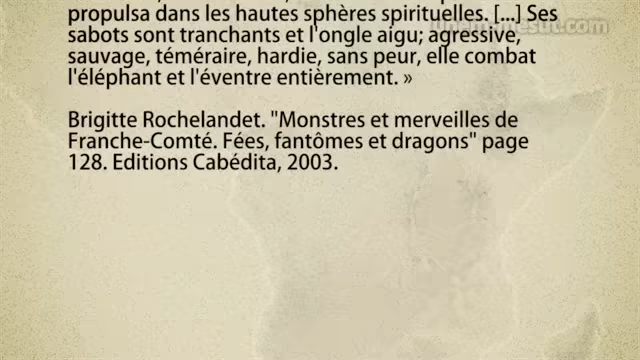 propulsa dans les hautes sphères spirituelles. [...] Ses
sabots sont tranchants et l'ongle aigu; agressive,
sauvage, téméraire, hardie, sans peur, elle combat
l'éléphant et l'éventre entièrement. »
Brigitte Rochelandet. "Monstres et merveilles de
Franche-Comté. Fées, fantômes et dragons" page
128. Editions Cabédita, 2003.